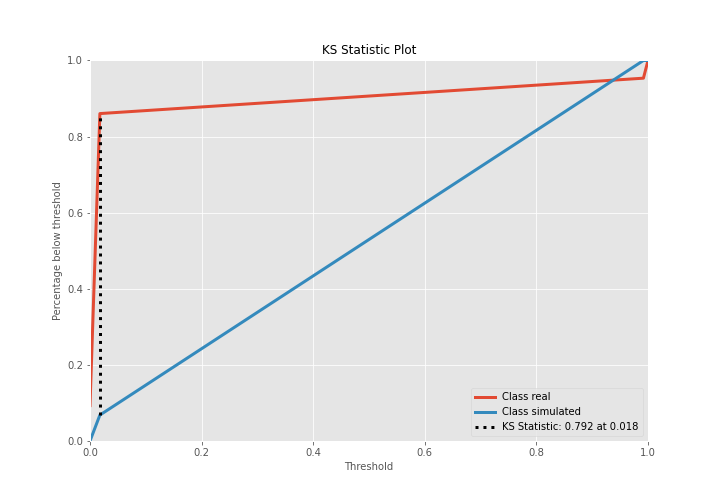 KS Statistic Plot
1.0
0.8
0.6
0.4
0.2
0.0
Percentage below threshold
0.0 0.2 0.4 0.6 0.8 1.0
Threshold
Class real
Class simulated
KS Statistic: 0.792 at 0.018